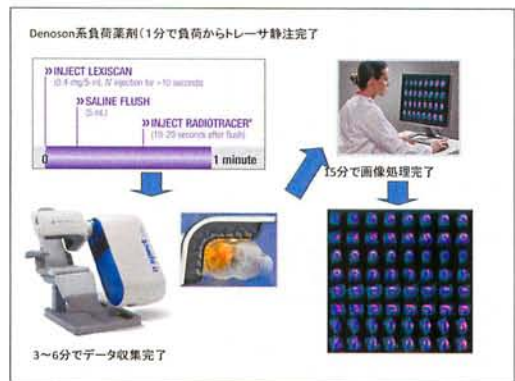 Denoson系負荷薬剤(1分で負荷からトレーサ静注完了
»INJECT LEXISCAN
(0.4 mg/5 mL IV injection for ~10 seconds)
»SALINE FLUSH
(5 mL)
»INJECT RADIOTRACER*
(10-20 seconds after flush)
0
1 minute
15分で画像処理完了
3~6分でデータ収集完了